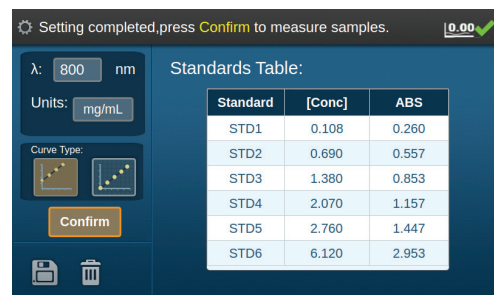 Setting completed,press Confirm to measure samples.
0.00
λ: 800 nm
Units: mg/mL
Curve Type:
Confirm
Standards Table:
Standard [Conc] ABS
STD1 0.108 0.260
STD2 0.690 0.557
STD3 1.380 0.853
STD4 2.070 1.157
STD5 2.760 1.447
STD6 6.120 2.953